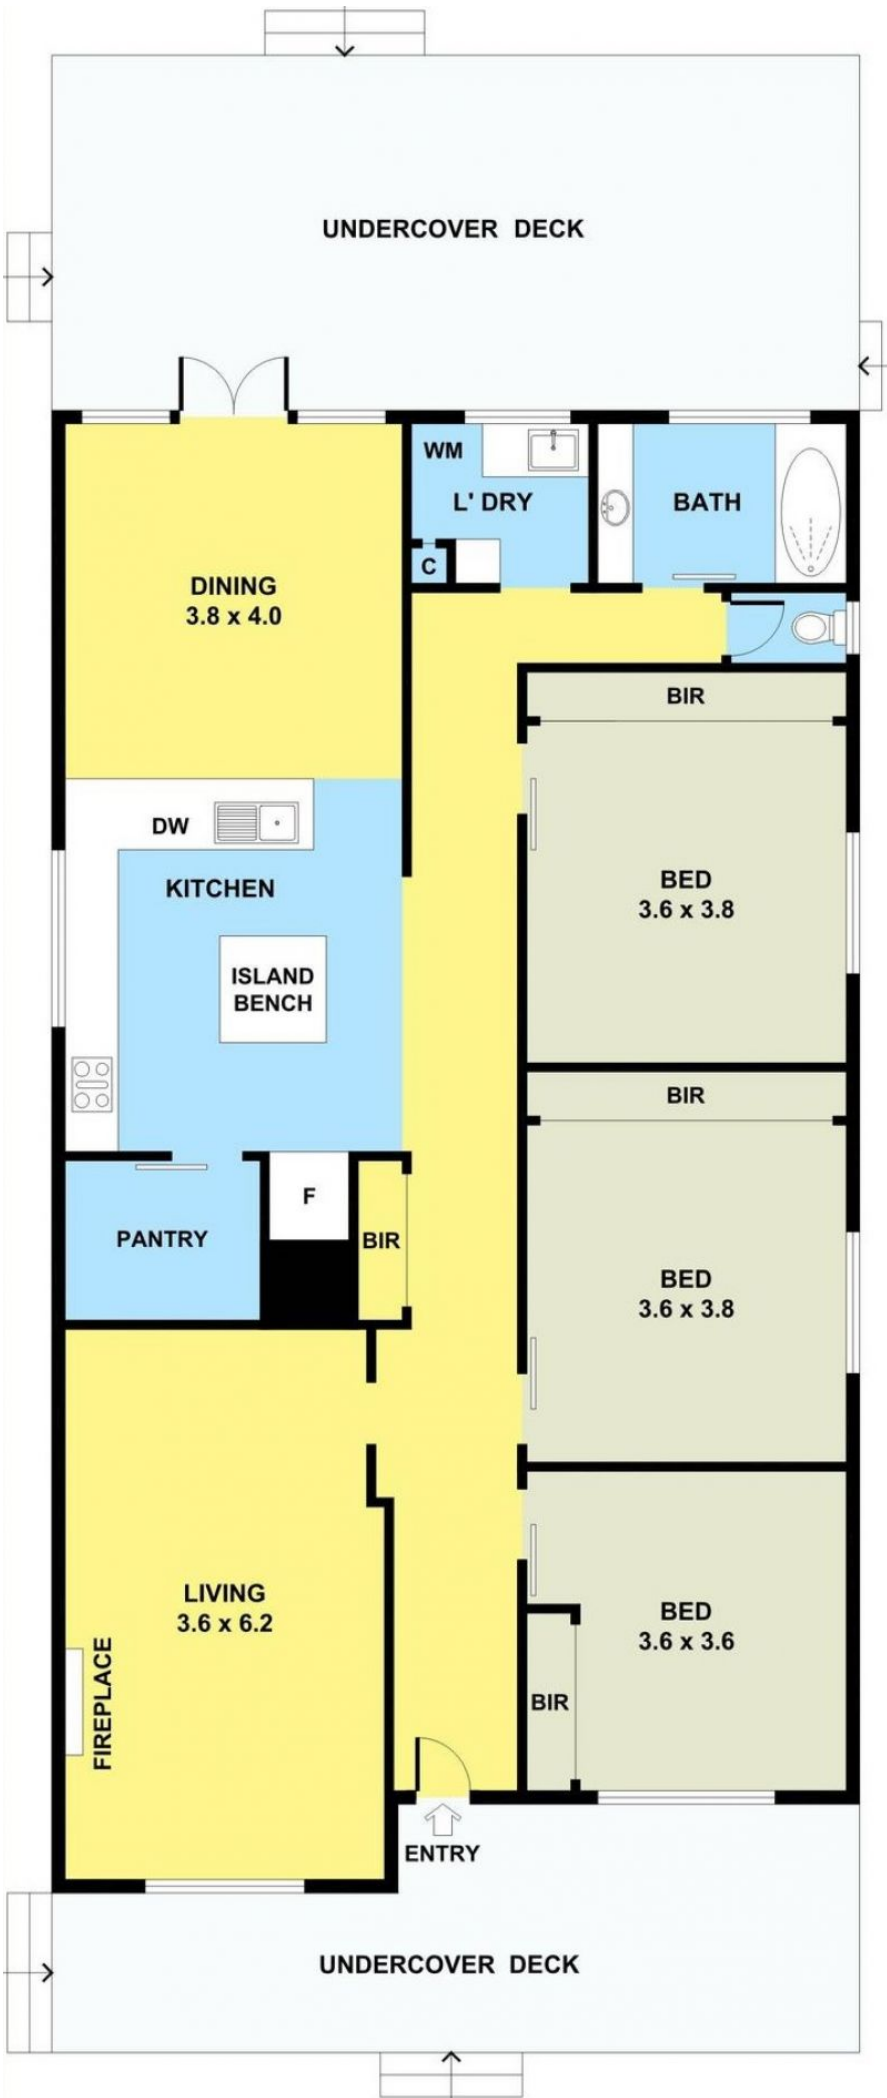 UNDERCOVER DECK
WM
L' DRY
BATH
C
DINING
3.8 x 4.0
BIR
DW
KITCHEN
BED
3.6 x 3.8
ISLAND
BENCH
BIR
F
PANTRY
BIR
BED
3.6 x 3.8
LIVING
3.6 x 6.2
BED
3.6 x 3.6
FIREPLACE
BIR
ENTRY
UNDERCOVER DECK